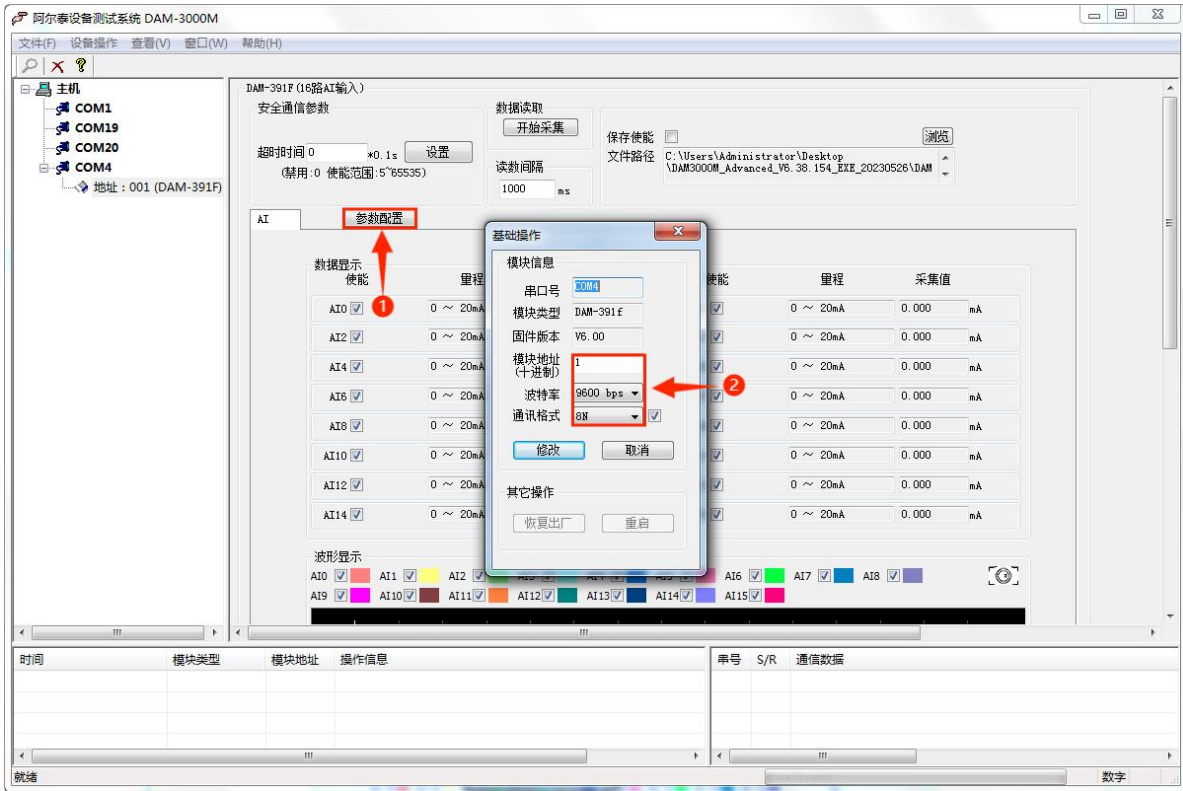 阿尔泰设备测试系统 DAM-3000M
文件(F) 设备操作 查看(V) 窗口(W) 帮助(H)
主机
COM1
COM19
COM20
COM4
地址：001 (DAM-391F)
DAM-391F(16路AI输入)
安全通信参数
超时时间 0 *0.1s 设置
(禁用:0 使能范围:5~65535)
数据读取
开始采集
读数间隔
1000 ms
保存使能 浏览
文件路径 C:\Users\Administrator\Desktop
\DAM3000M_Advanced_V6.38.154_EXE_20230526\DAM
AI 参数配置
1
数据显示
使能 量程 使能 量程 采集值
AI0 0 ~ 20mA 0 ~ 20mA 0.000 mA
AI2 0 ~ 20mA 0 ~ 20mA 0.000 mA
AI4 0 ~ 20mA 0 ~ 20mA 0.000 mA
AI6 0 ~ 20mA 0 ~ 20mA 0.000 mA
AI8 0 ~ 20mA 0 ~ 20mA 0.000 mA
AI10 0 ~ 20mA 0 ~ 20mA 0.000 mA
AI12 0 ~ 20mA 0 ~ 20mA 0.000 mA
AI14 0 ~ 20mA 0 ~ 20mA 0.000 mA
基础操作
模块信息
串口号 COM4
模块类型 DAM-391f
固件版本 V6.00
模块地址 1
(十进制)
波特率 9600 bps
2
通讯格式 8N
修改 取消
其它操作
恢复出厂 重启
波形显示
AI0 AI1 AI2 AI6 AI7 AI8
AI9 AI10 AI11 AI12 AI13 AI14 AI15
时间 模块类型 模块地址 操作信息
串号 S/R 通信数据
就绪 数字